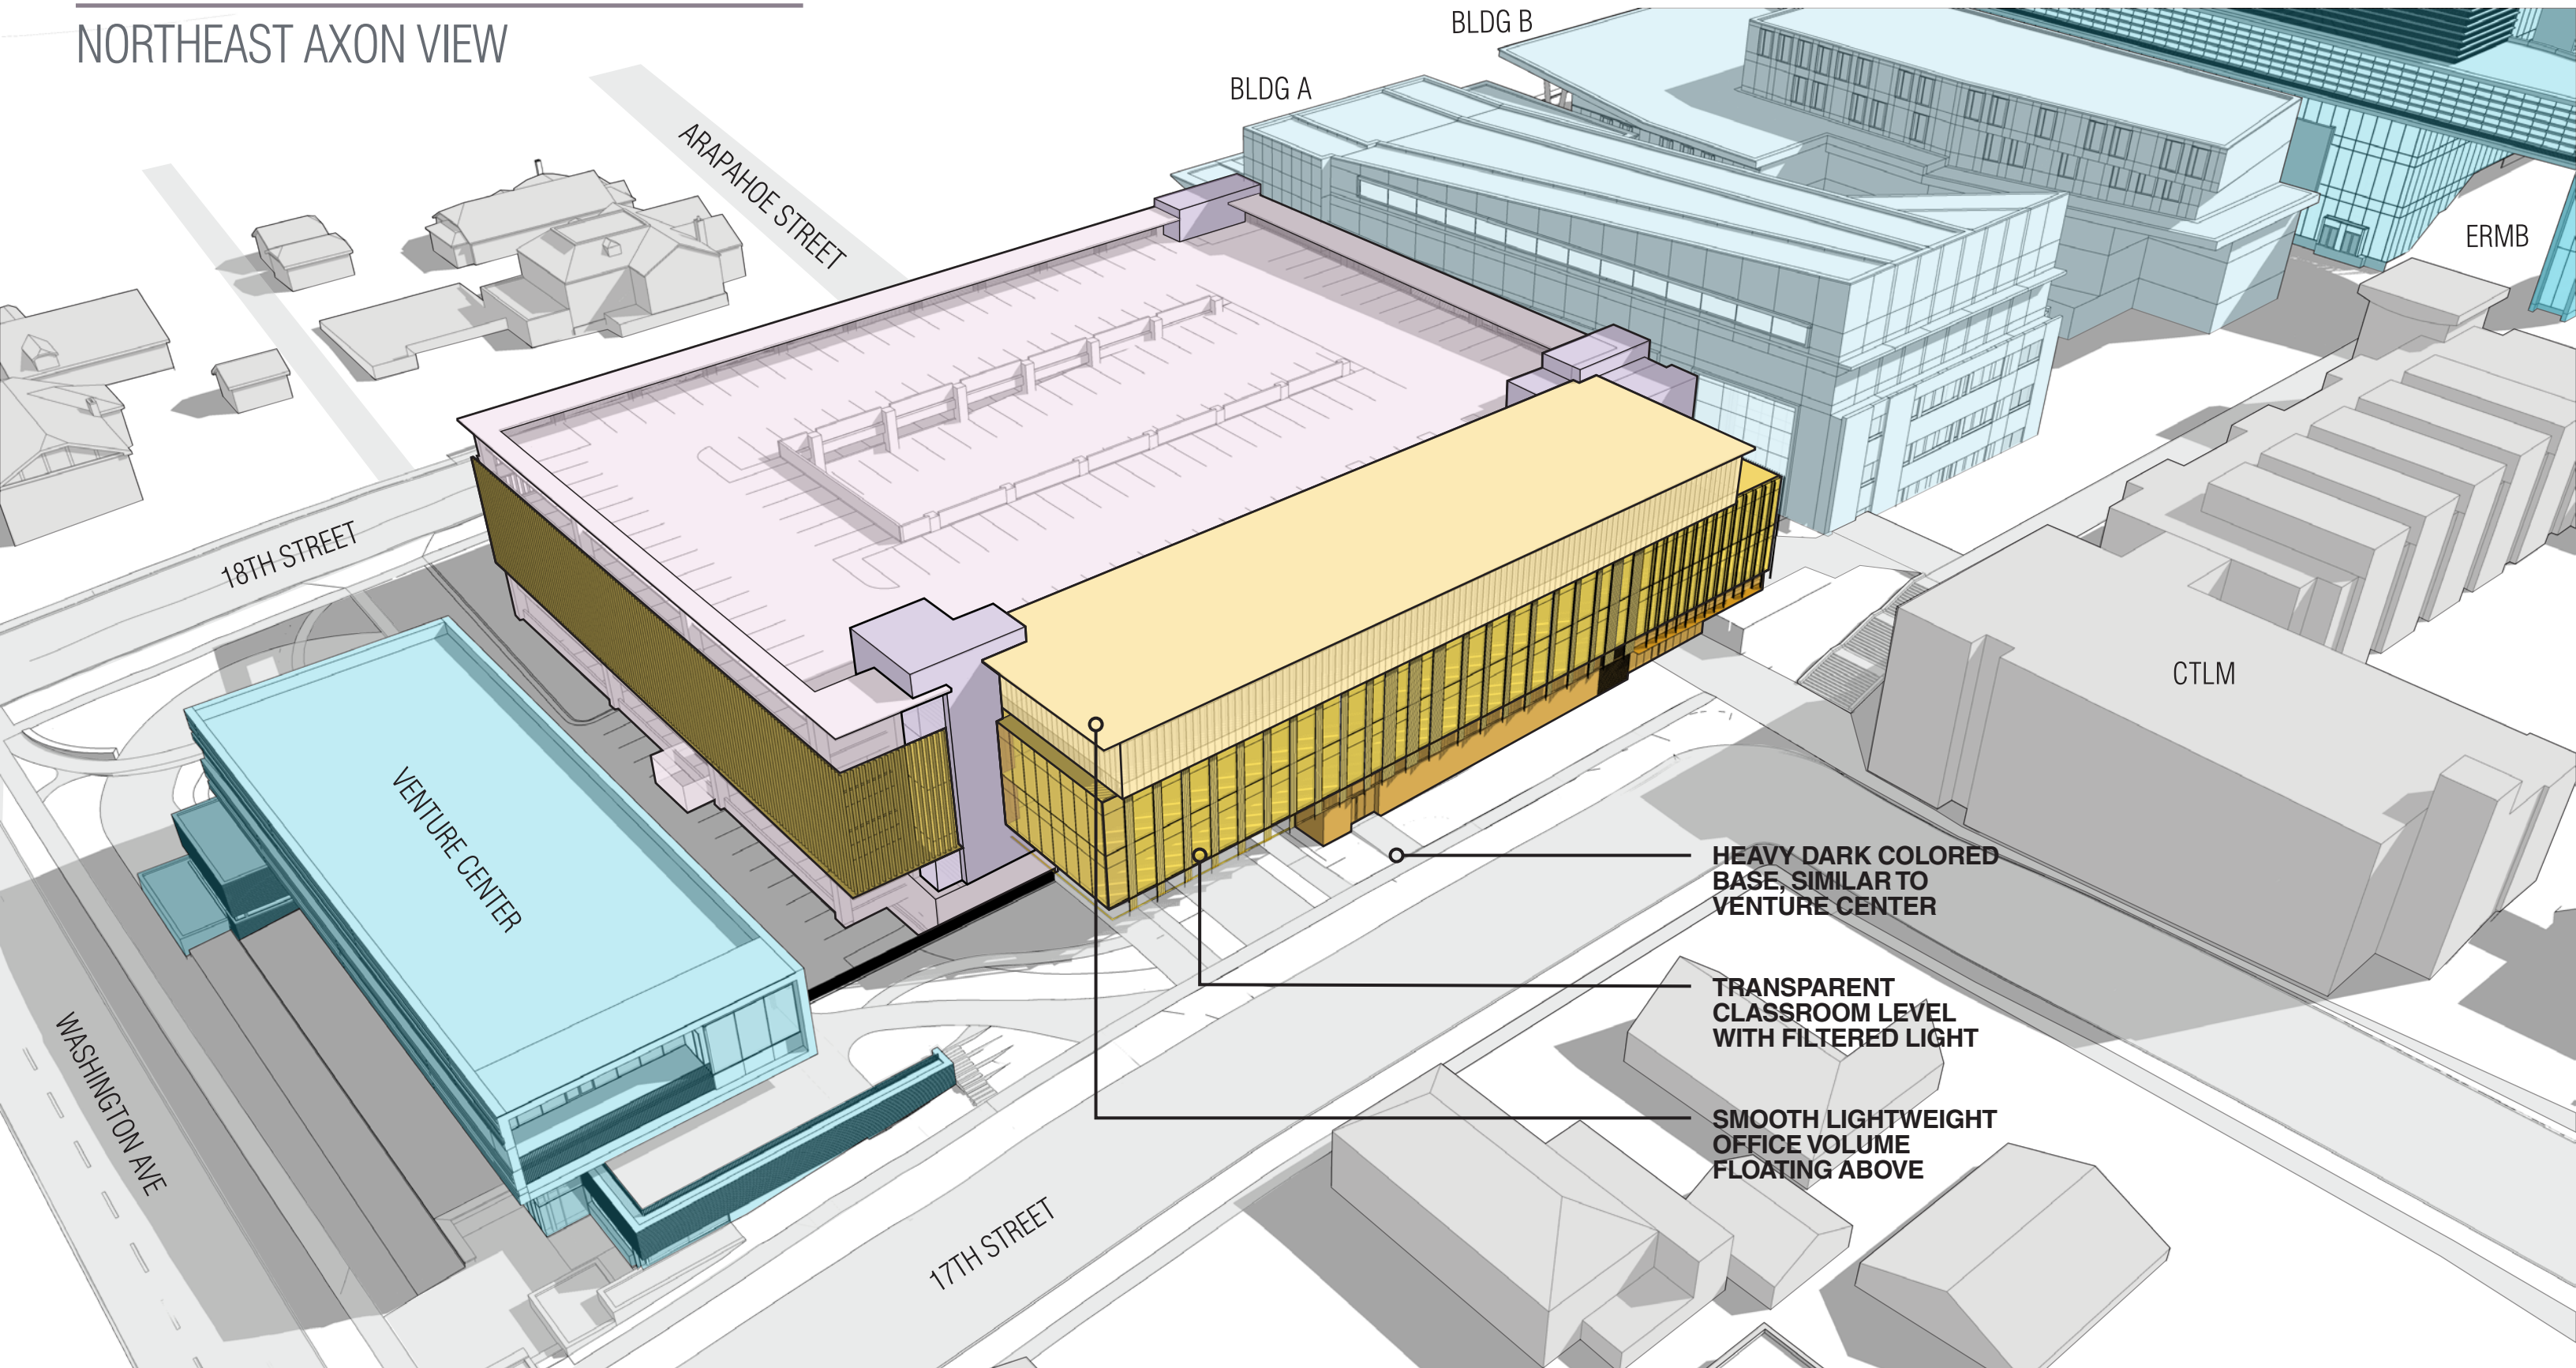 NORTHEAST AXON VIEW
BLDG B
BLDG A
ARAPAHOE STREET
ERMB
18TH STREET
CTLM
VENTURE CENTER
HEAVY DARK COLORED
BASE, SIMILAR TO
VENTURE CENTER
TRANSPARENT
CLASSROOM LEVEL
WITH FILTERED LIGHT
WASHINGTON AVE
SMOOTH LIGHTWEIGHT
OFFICE VOLUME
FLOATING ABOVE
17TH STREET